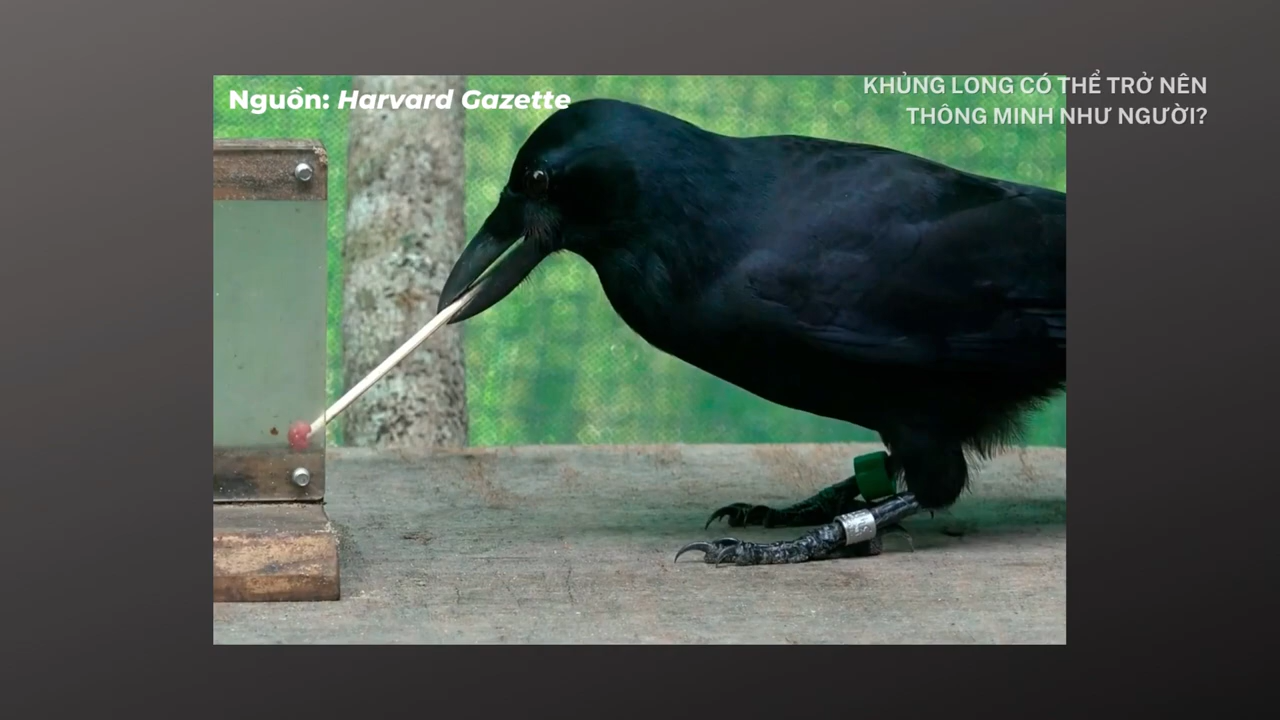 Nguồn: Harvard Gazette
KHỦNG LONG CÓ THỂ TRỞ NÊN
THÔNG MINH NHƯ NGƯỜI?